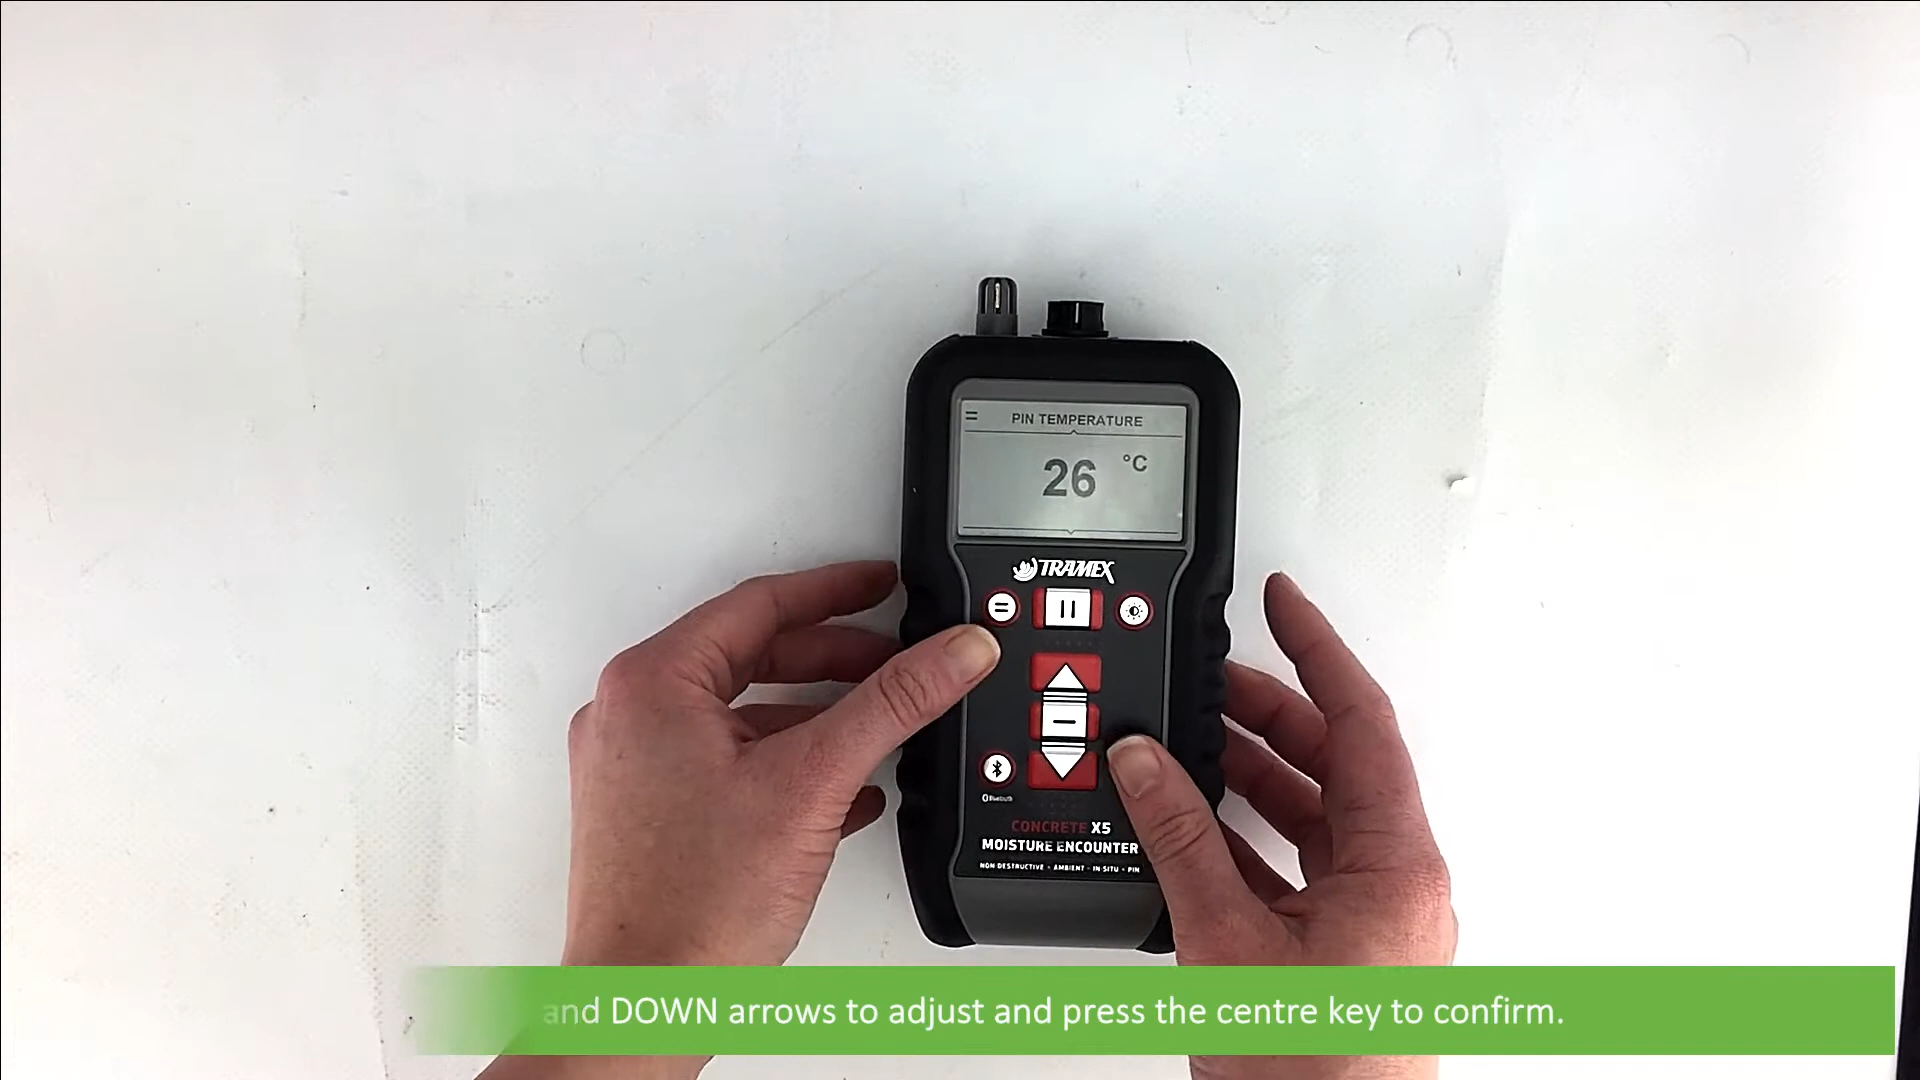 PIN TEMPERATURE
26 °C
TRAMEX
Bluetooth
CONCRETE X5
MOISTURE ENCOUNTER
NON DESTRUCTIVE - AMBIENT - IN SITU - PIN
and DOWN arrows to adjust and press the centre key to confirm.